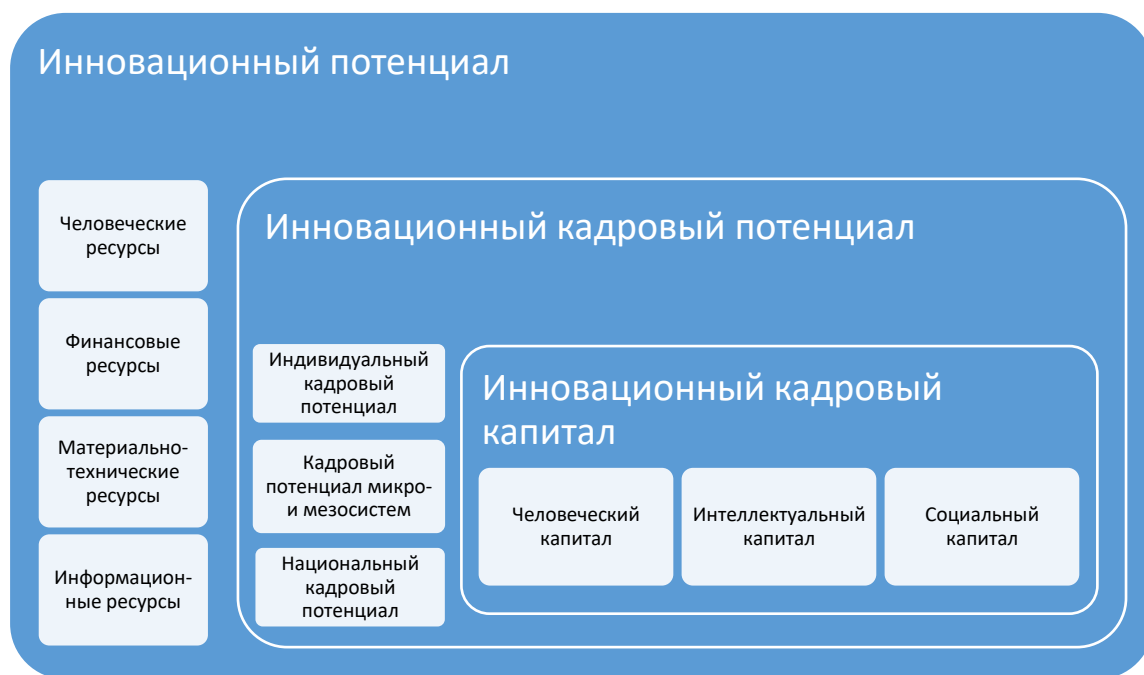 Инновационный потенциал
Человеческие
ресурсы
Финансовые
ресурсы
Материально-
технические
ресурсы
Информацион-
ные ресурсы
Инновационный кадровый потенциал
Индивидуальный
кадровый
потенциал
Кадровый
потенциал микро-
и мезосистем
Национальный
кадровый
потенциал
Инновационный кадровый
капитал
Человеческий
капитал
Интеллектуальный
капитал
Социальный
капитал